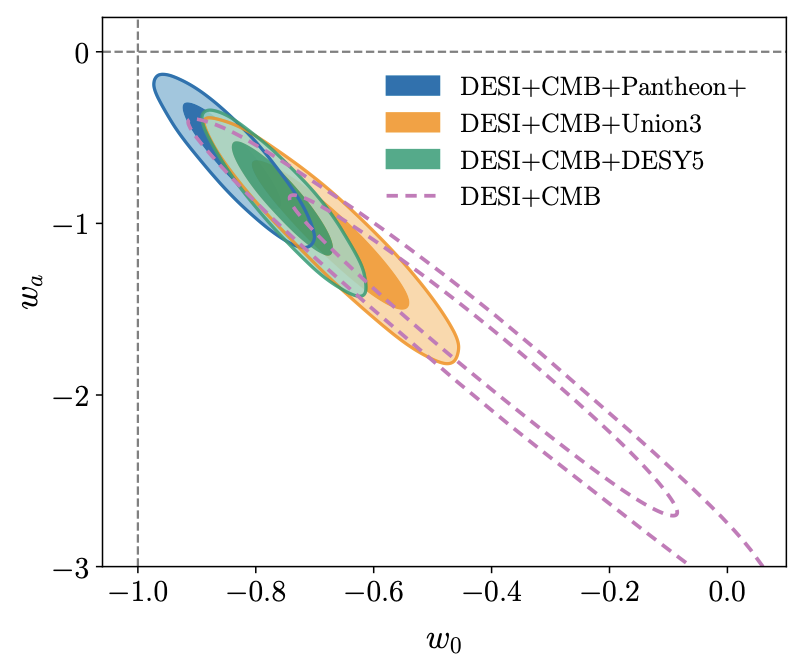 0
−1
−2
−3
w_a
DESI+CMB+Pantheon+
DESI+CMB+Union3
DESI+CMB+DESY5
DESI+CMB
−1.0 −0.8 −0.6 −0.4 −0.2 0.0
w_0